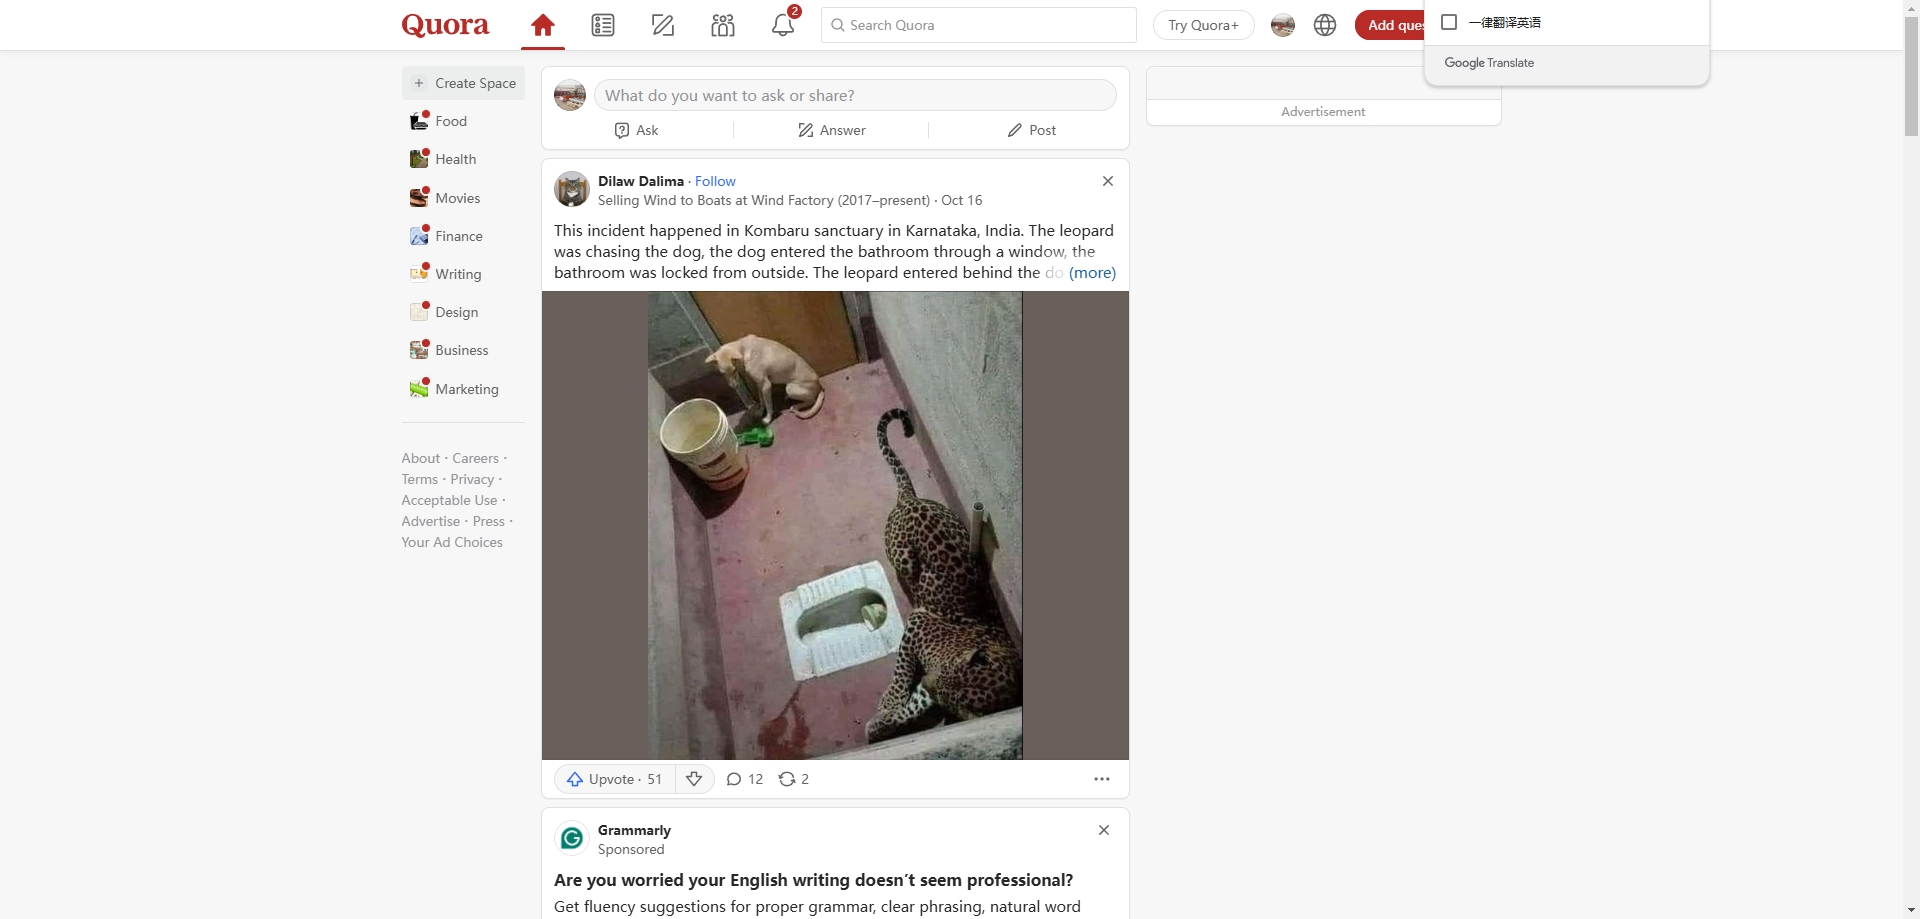 Quora
2
Search Quora
Try Quora+
Add ques
一律翻译英语
Google Translate
Create Space
Food
Health
Movies
Finance
Writing
Design
Business
Marketing
About · Careers ·
Terms · Privacy ·
Acceptable Use ·
Advertise · Press ·
Your Ad Choices
What do you want to ask or share?
Ask
Answer
Post
Dilaw Dalima · Follow
Selling Wind to Boats at Wind Factory (2017–present) · Oct 16
This incident happened in Kombaru sanctuary in Karnataka, India. The leopard
was chasing the dog, the dog entered the bathroom through a window, the
bathroom was locked from outside. The leopard entered behind the do (more)
Upvote · 51
12
2
Grammarly
Sponsored
Are you worried your English writing doesn't seem professional?
Get fluency suggestions for proper grammar, clear phrasing, natural word
Advertisement